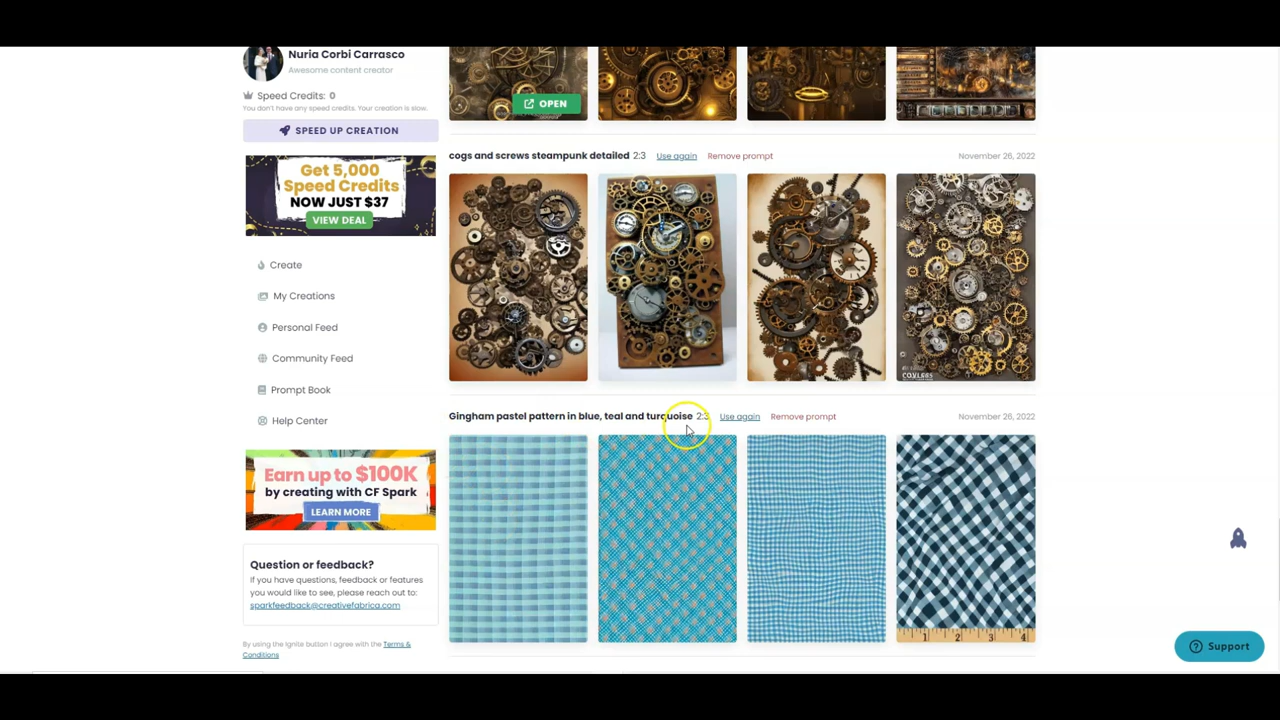 Nuria Corbi Carrasco
Awesome content creator
Speed Credits: 0
You don't have any speed credits. Your creation is slow.
SPEED UP CREATION
Get 5,000
Speed Credits
NOW JUST $37
VIEW DEAL
Create
My Creations
Personal Feed
Community Feed
Prompt Book
Help Center
Earn up to $100K
by creating with CF Spark
LEARN MORE
Question or feedback?
If you have questions, feedback or features
you would like to see, please reach out to:
sparkfeedback@creativefabrica.com
By using the Ignite button I agree with the Terms &
Conditions
OPEN
cogs and screws steampunk detailed 2:3 Use again Remove prompt November 26, 2022
Gingham pastel pattern in blue, teal and turquoise 2:3 Use again Remove prompt November 26, 2022
1 2 3 4
Support